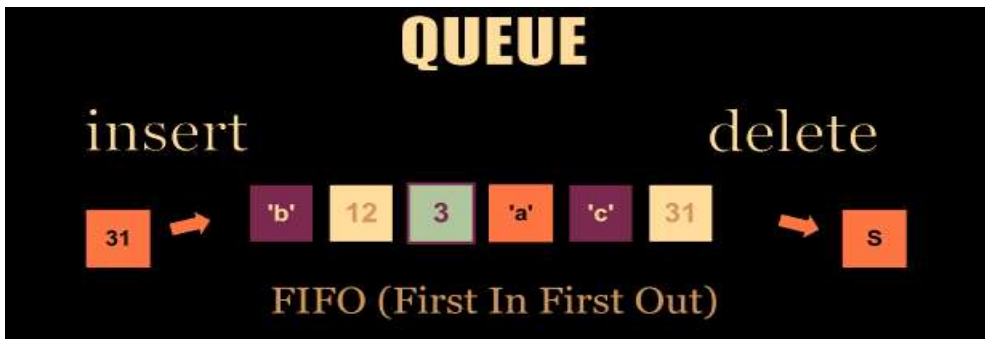 QUEUE
insert delete
31 'b' 12 3 'a' 'c' 31 S
FIFO (First In First Out)